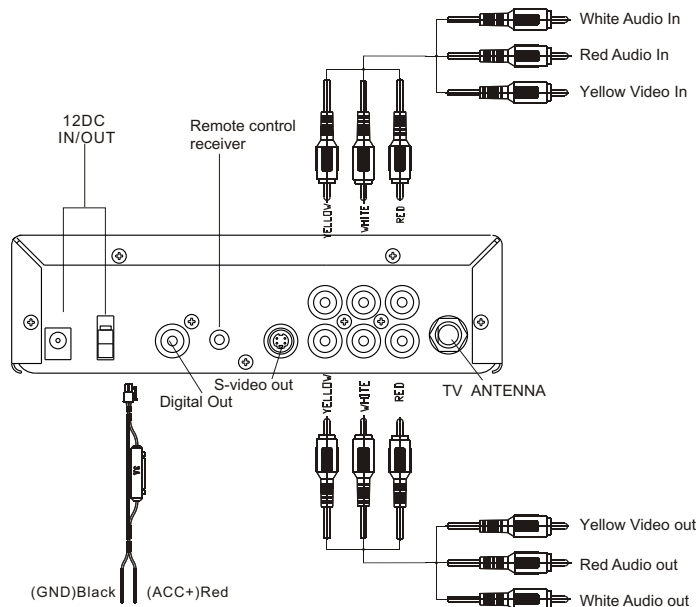 White Audio In
Red Audio In
Yellow Video In
12DC
IN/OUT
Remote control
receiver
YELLOW
WHITE
RED
S-video out
Digital Out
TV ANTENNA
YELLOW
WHITE
RED
3A
Yellow Video out
Red Audio out
White Audio out
(GND)Black
(ACC+)Red